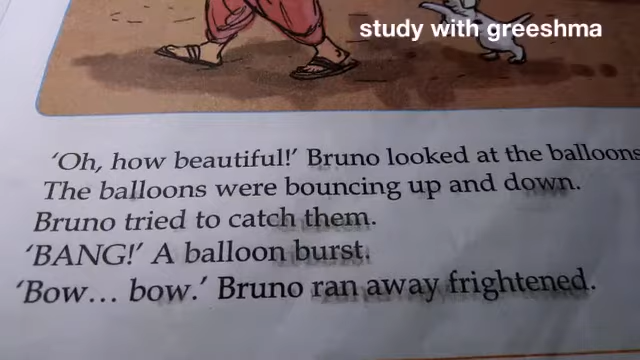 study with greeshma
‘Oh, how beautiful!’ Bruno looked at the balloons
The balloons were bouncing up and down.
Bruno tried to catch them.
‘BANG!’ A balloon burst.
‘Bow... bow.’ Bruno ran away frightened.